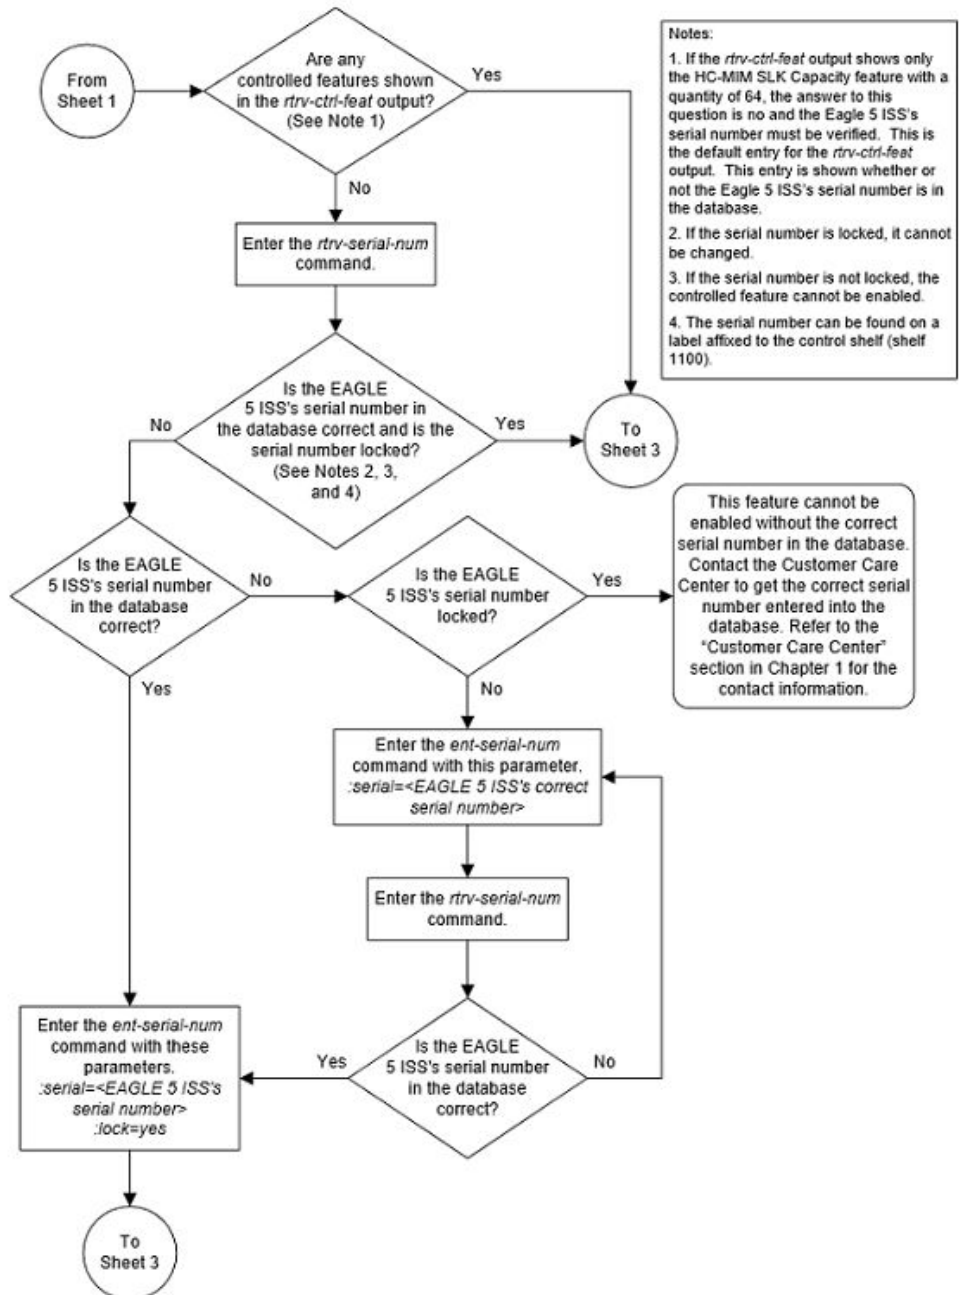 From
Sheet 1
Are any
controlled features shown
in the rtrv-ctrl-feat output?
(See Note 1)
Yes
No
Notes:
1. If the rtrv-ctrl-feat output shows only
the HC-MIM SLK Capacity feature with a
quantity of 64, the answer to this
question is no and the Eagle 5 ISS's
serial number must be verified. This is
the default entry for the rtrv-ctrl-feat
output. This entry is shown whether or
not the Eagle 5 ISS's serial number is in
the database.
2. If the serial number is locked, it cannot
be changed.
3. If the serial number is not locked, the
controlled feature cannot be enabled.
4. The serial number can be found on a
label affixed to the control shelf (shelf
1100).
Enter the rtrv-serial-num
command.
Is the EAGLE
5 ISS's serial number in
the database correct and is the
serial number locked?
(See Notes 2, 3,
and 4)
No
Yes
To
Sheet 3
Is the EAGLE
5 ISS's serial number
in the database
correct?
No
Yes
Is the EAGLE
5 ISS's serial number
locked?
Yes
No
This feature cannot be
enabled without the correct
serial number in the database.
Contact the Customer Care
Center to get the correct serial
number entered into the
database. Refer to the
“Customer Care Center”
section in Chapter 1 for the
contact information.
Enter the ent-serial-num
command with this parameter.
:serial=<EAGLE 5 ISS's correct
serial number>
Enter the rtrv-serial-num
command.
Is the EAGLE
5 ISS's serial number
in the database
correct?
Yes
No
Enter the ent-serial-num
command with these
parameters.
:serial=<EAGLE 5 ISS's
serial number>
:lock=yes
To
Sheet 3